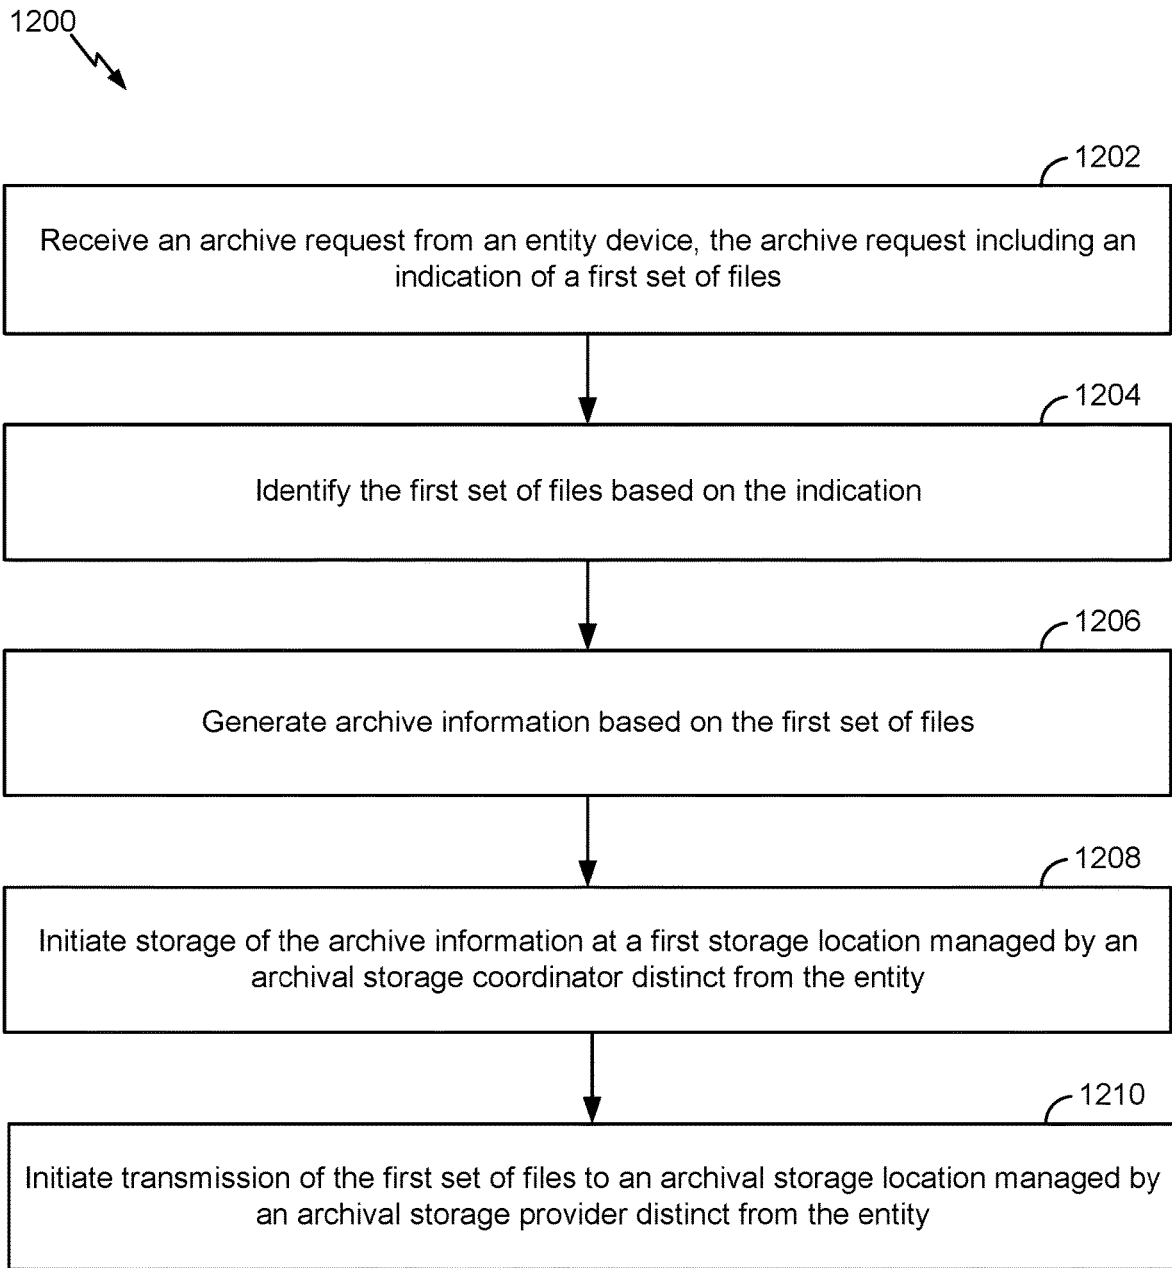 1200
1202
Receive an archive request from an entity device, the archive request including an
indication of a first set of files
1204
Identify the first set of files based on the indication
1206
Generate archive information based on the first set of files
1208
Initiate storage of the archive information at a first storage location managed by an
archival storage coordinator distinct from the entity
1210
Initiate transmission of the first set of files to an archival storage location managed by
an archival storage provider distinct from the entity